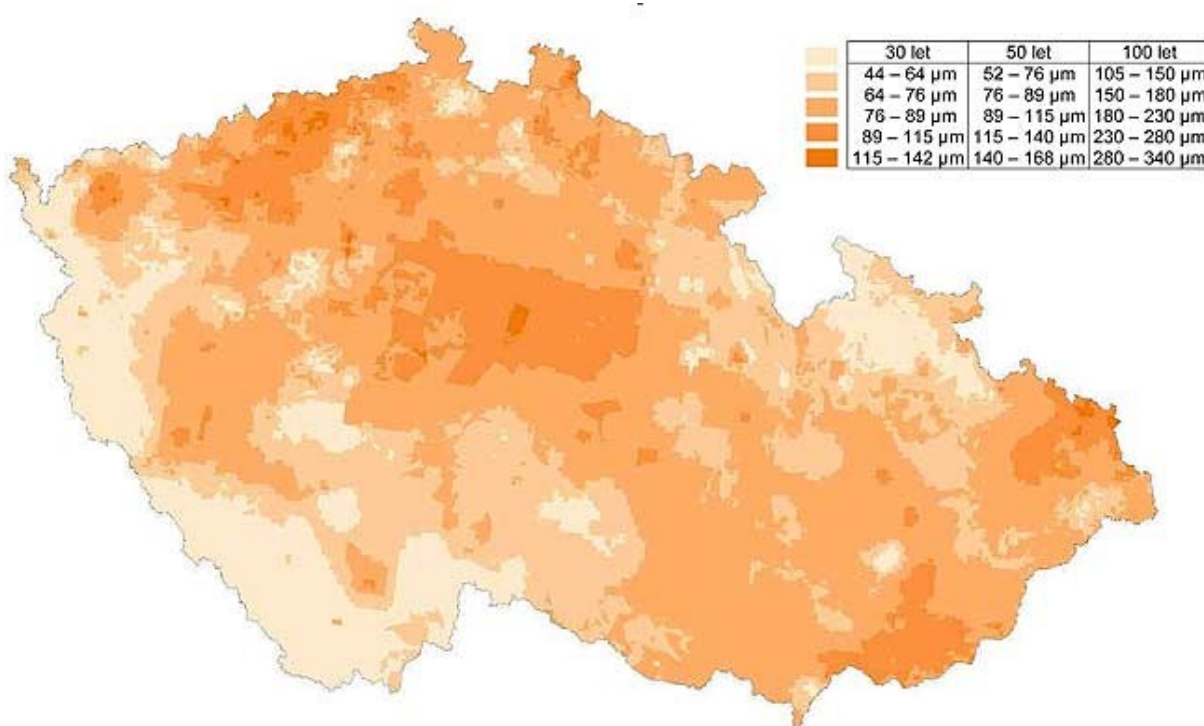 30 let 50 let 100 let
44 – 64 µm 52 – 76 µm 105 – 150 µm
64 – 76 µm 76 – 89 µm 150 – 180 µm
76 – 89 µm 89 – 115 µm 180 – 230 µm
89 – 115 µm 115 – 140 µm 230 – 280 µm
115 – 142 µm 140 – 168 µm 280 – 340 µm